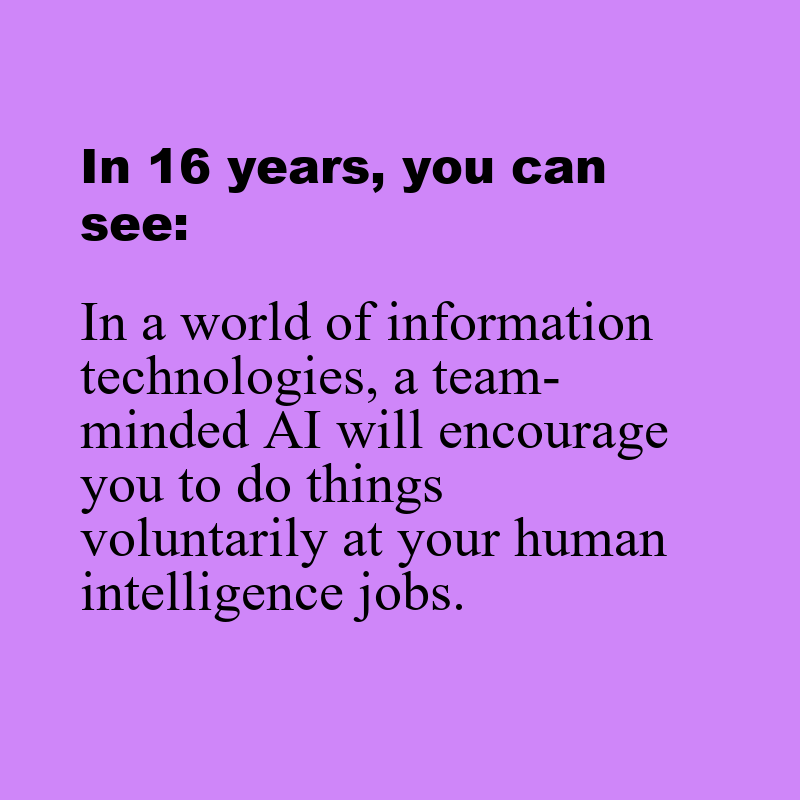 In 16 years, you can
see:
In a world of information
technologies, a team-
minded AI will encourage
you to do things
voluntarily at your human
intelligence jobs.